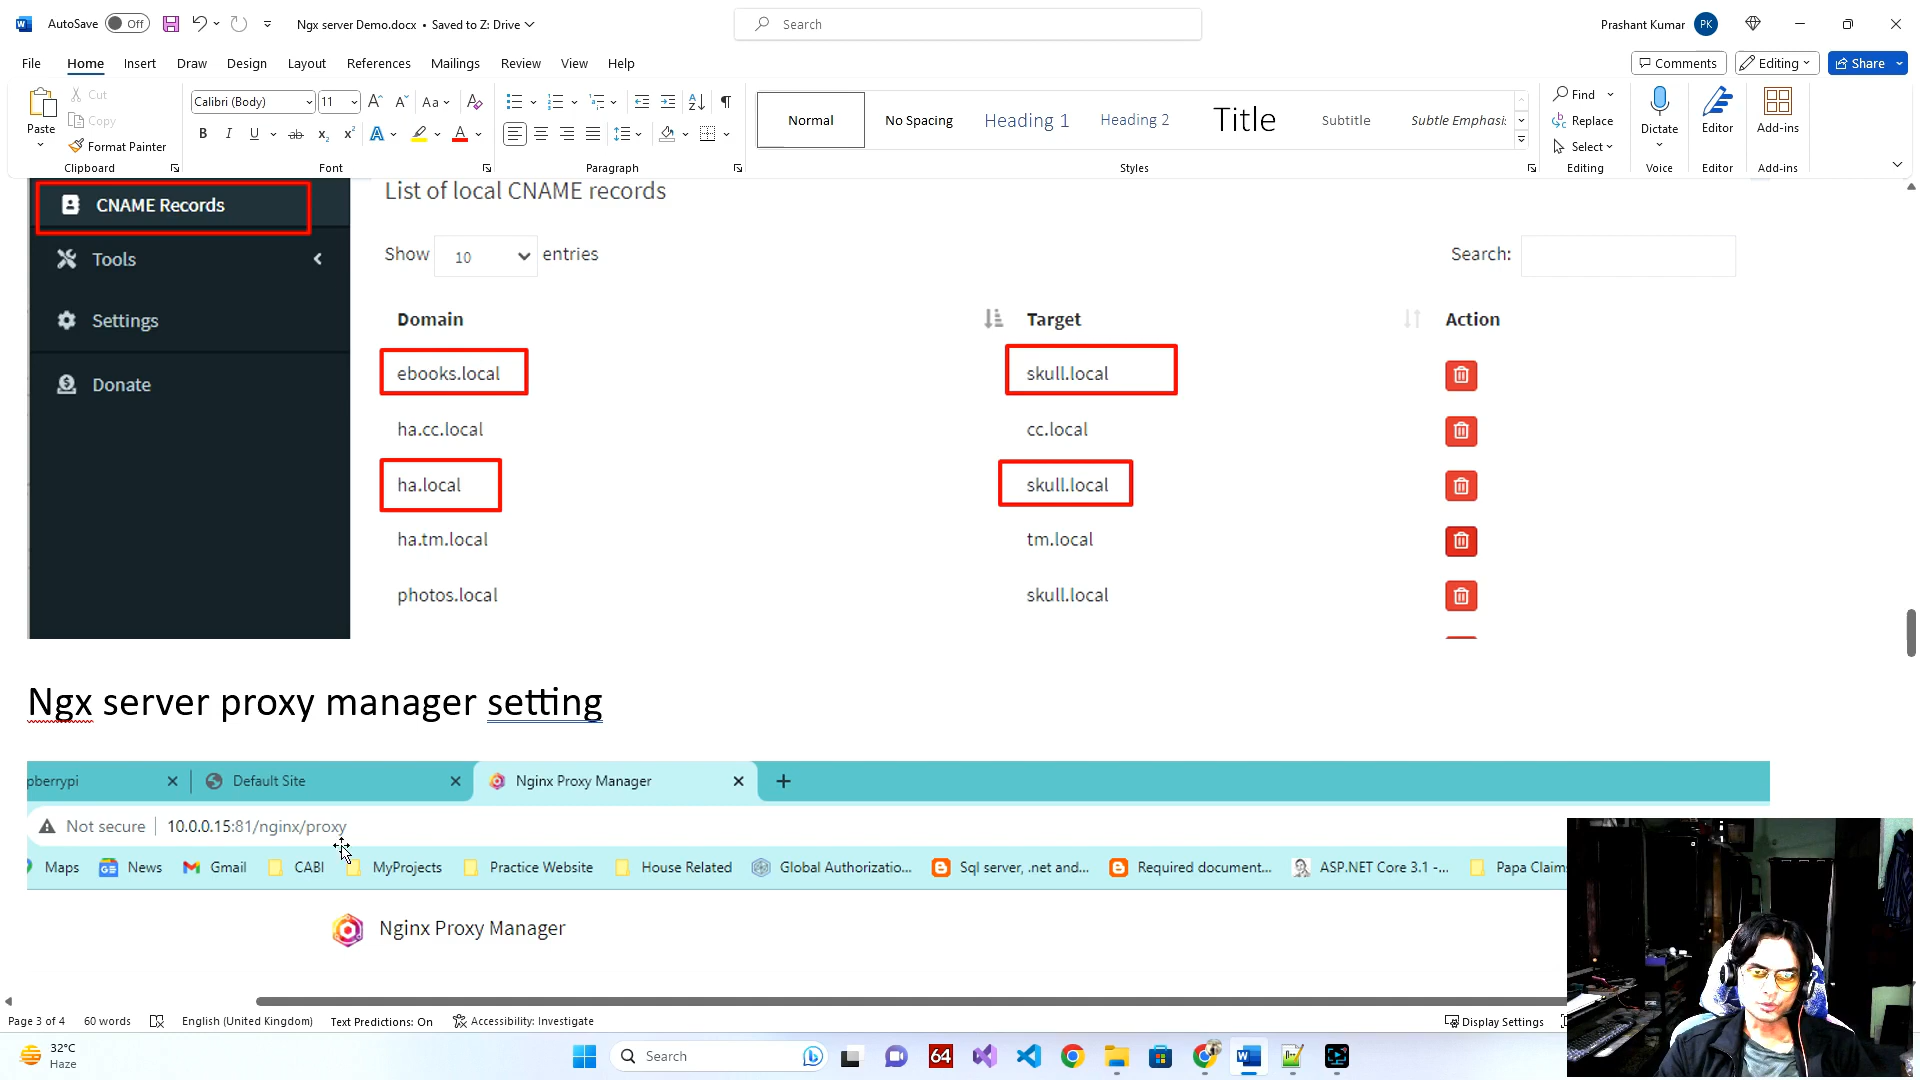 AutoSave Off Ngx server Demo.docx • Saved to Z: Drive Search Prashant Kumar PK
File Home Insert Draw Design Layout References Mailings Review View Help Comments Editing Share
Paste Cut Copy Format Painter
Calibri (Body) 11
Normal No Spacing Heading 1 Heading 2 Title Subtitle Subtle Emphasis
Find Replace Select Dictate Editor Add-ins
Clipboard Font Paragraph Styles Editing Voice Editor Add-ins
CNAME Records List of local CNAME records
Tools Show 10 entries Search:
Settings Domain Target Action
ebooks.local skull.local
Donate
ha.cc.local cc.local
ha.local skull.local
ha.tm.local tm.local
photos.local skull.local
Ngx server proxy manager setting
pberrypi Default Site Nginx Proxy Manager
Not secure 10.0.0.15:81/nginx/proxy
Maps News Gmail CABI MyProjects Practice Website House Related Global Authorizatio... Sql server, .net and... Required document... ASP.NET Core 3.1 -... Papa Claim
Nginx Proxy Manager
Page 3 of 4 60 words English (United Kingdom) Text Predictions: On Accessibility: Investigate Display Settings
32°C
Haze
Search
64